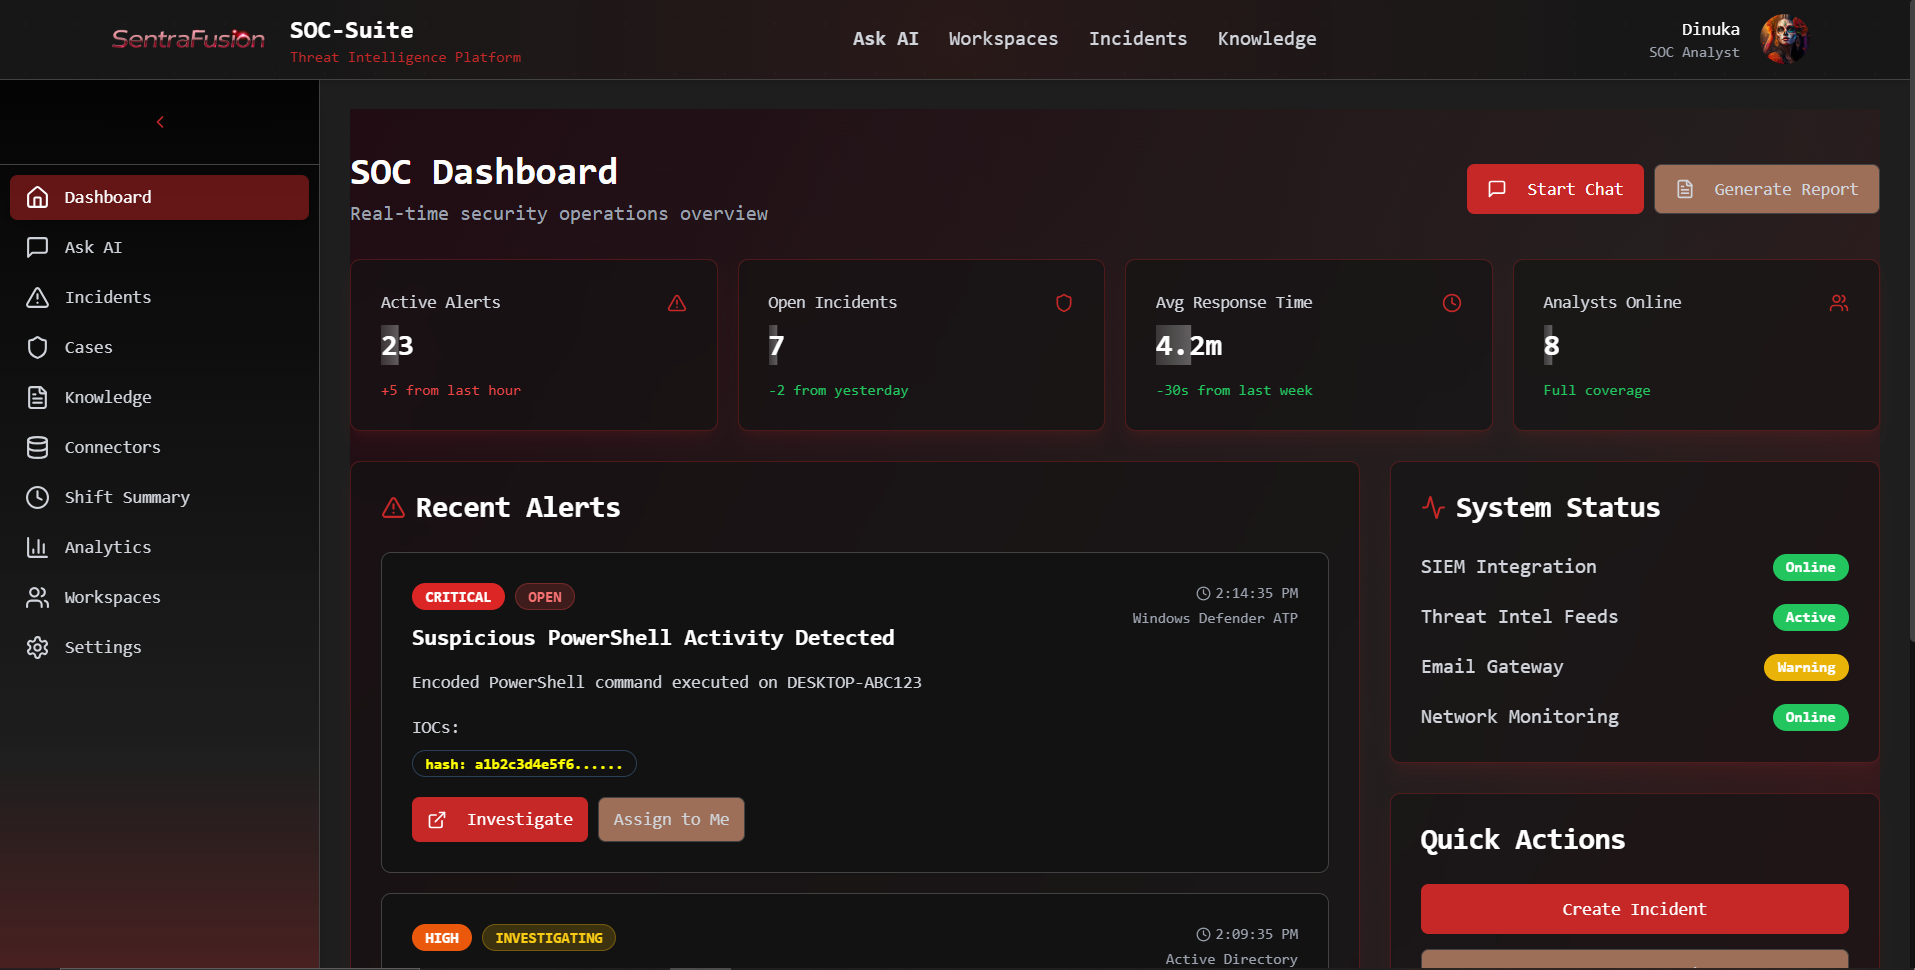 SentraFusion
SOC-Suite
Threat Intelligence Platform
Ask AI
Workspaces
Incidents
Knowledge
Dinuka
SOC Analyst
Dashboard
Ask AI
Incidents
Cases
Knowledge
Connectors
Shift Summary
Analytics
Workspaces
Settings
SOC Dashboard
Real-time security operations overview
Start Chat
Generate Report
Active Alerts
23
+5 from last hour
Open Incidents
7
-2 from yesterday
Avg Response Time
4.2m
-30s from last week
Analysts Online
8
Full coverage
Recent Alerts
CRITICAL
OPEN
2:14:35 PM
Windows Defender ATP
Suspicious PowerShell Activity Detected
Encoded PowerShell command executed on DESKTOP-ABC123
IOCs:
hash: a1b2c3d4e5f6......
Investigate
Assign to Me
HIGH
INVESTIGATING
2:09:35 PM
Active Directory
System Status
SIEM Integration
Online
Threat Intel Feeds
Active
Email Gateway
Warning
Network Monitoring
Online
Quick Actions
Create Incident